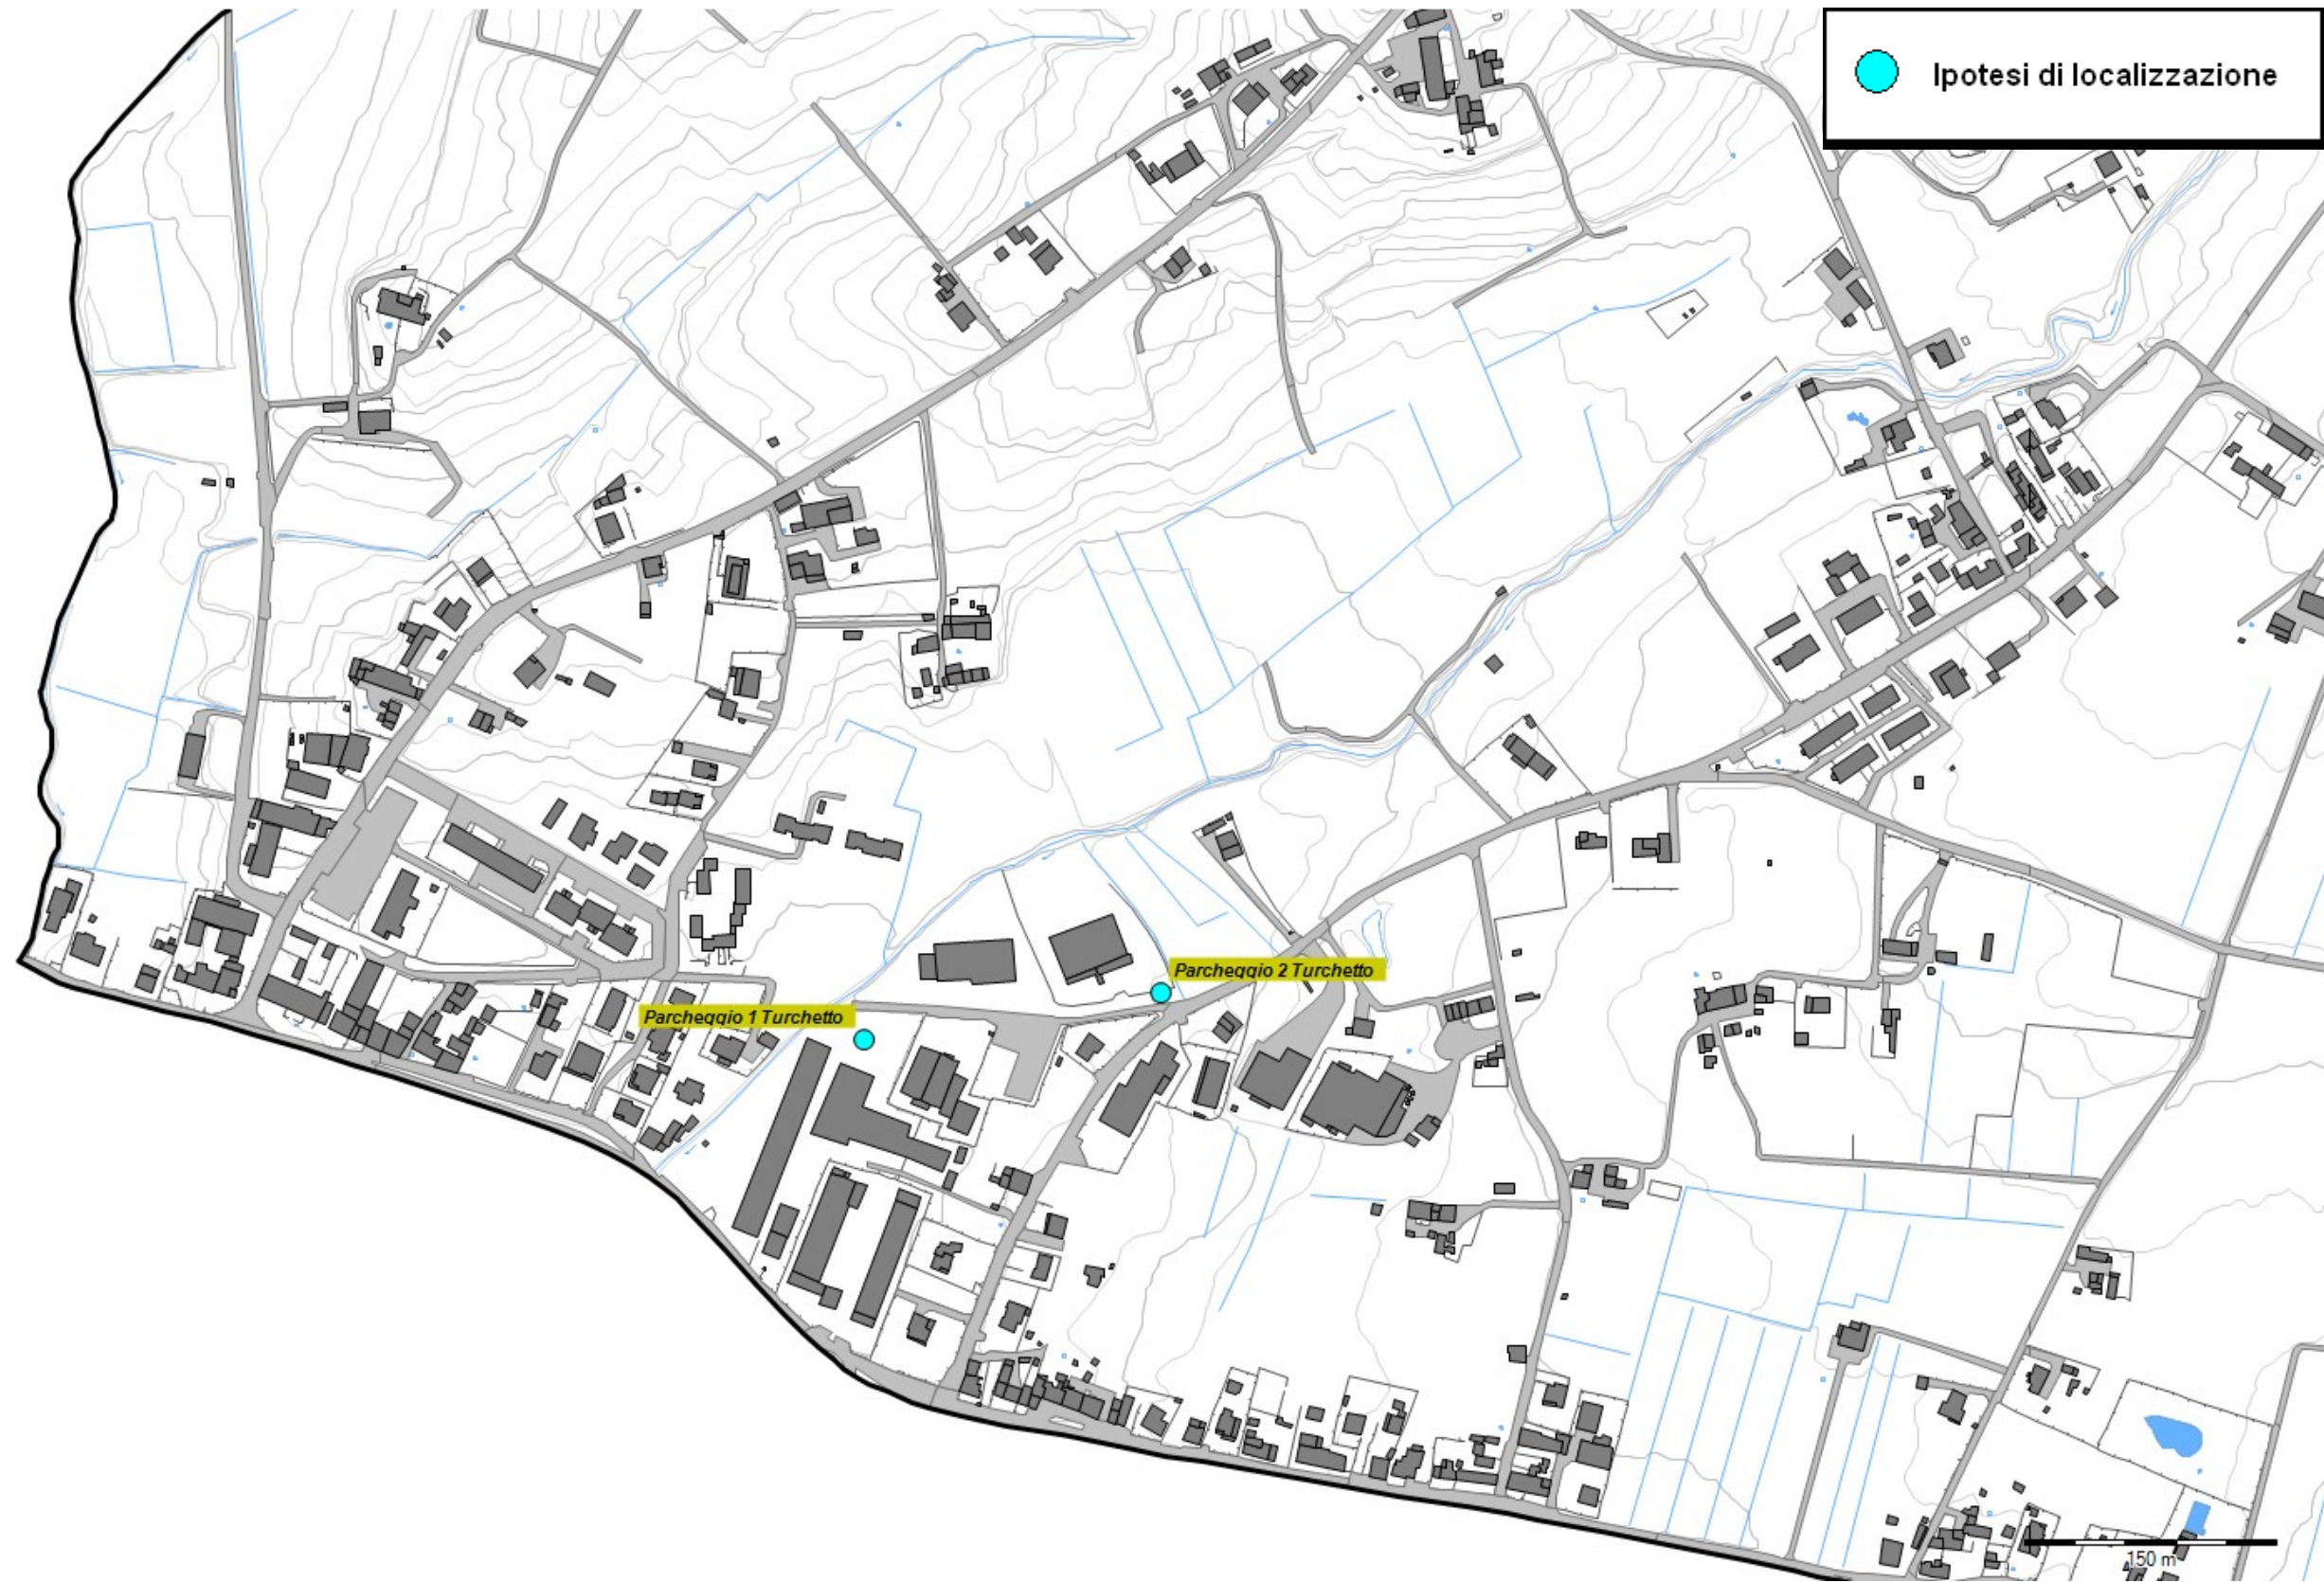 Ipotesi di localizzazione
Parcheggio 2 Turchetto
Parcheggio 1 Turchetto
150 m